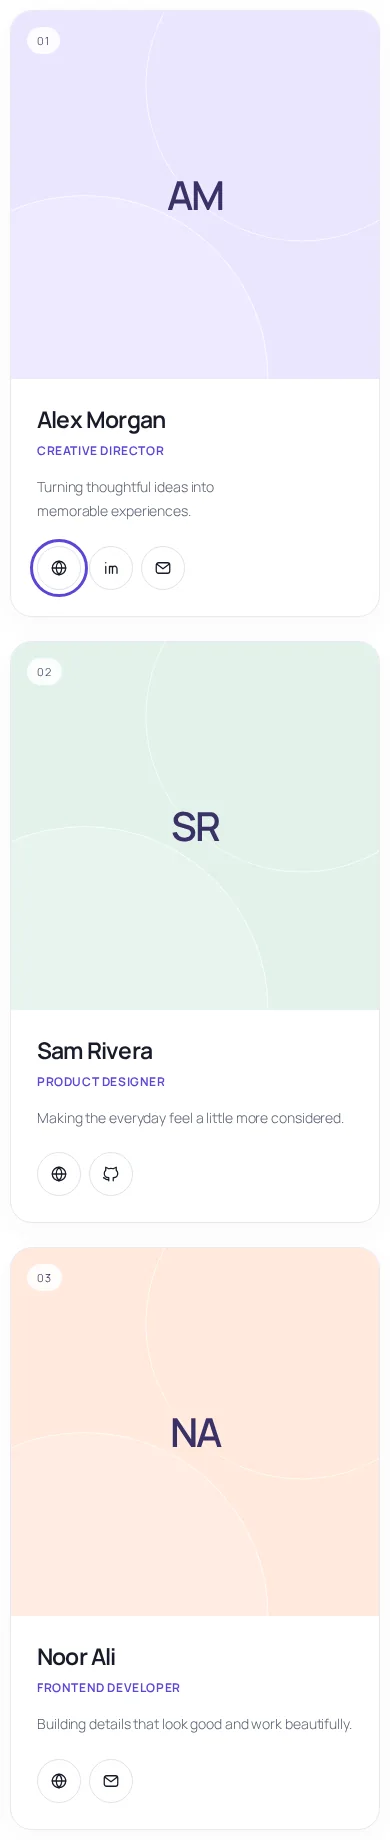 01
AM
Alex Morgan
CREATIVE DIRECTOR
Turning thoughtful ideas into
memorable experiences.
in
02
SR
Sam Rivera
PRODUCT DESIGNER
Making the everyday feel a little more considered.
03
NA
Noor Ali
FRONTEND DEVELOPER
Building details that look good and work beautifully.